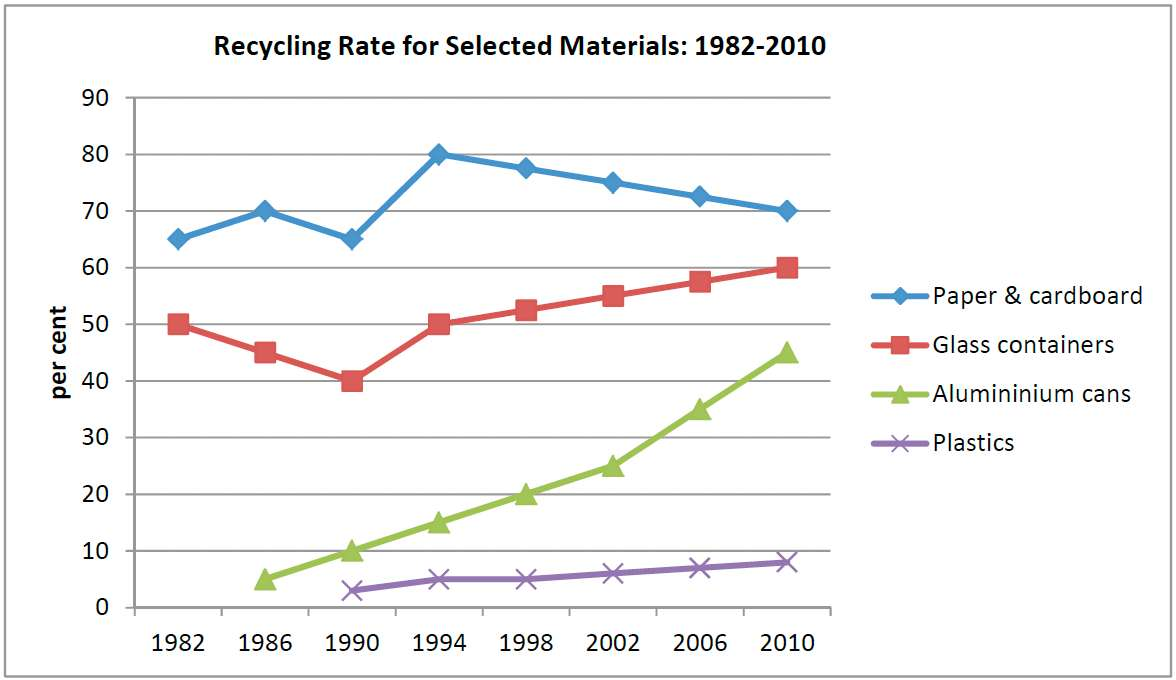 Recycling Rate for Selected Materials: 1982-2010
per cent
90
80
70
60
50
40
30
20
10
0
1982 1986 1990 1994 1998 2002 2006 2010
Paper & cardboard
Glass containers
Alumininium cans
Plastics